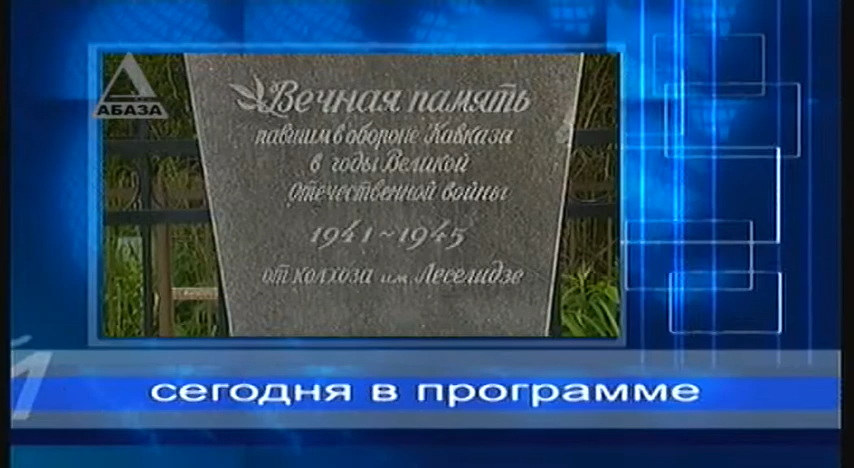 АБАЗА
Вечная память
павшим в обороне Кавказа
в годы Великой
Отечественной войны
1941~1945
от колхоза им. Леселидзе
Й
сегодня в программе